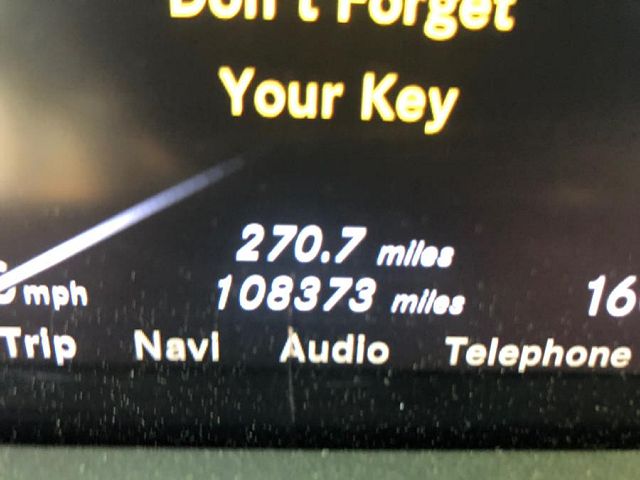 Don't Forget
Your Key
270.7 miles
mph 108373 miles 16
Trip Navi Audio Telephone